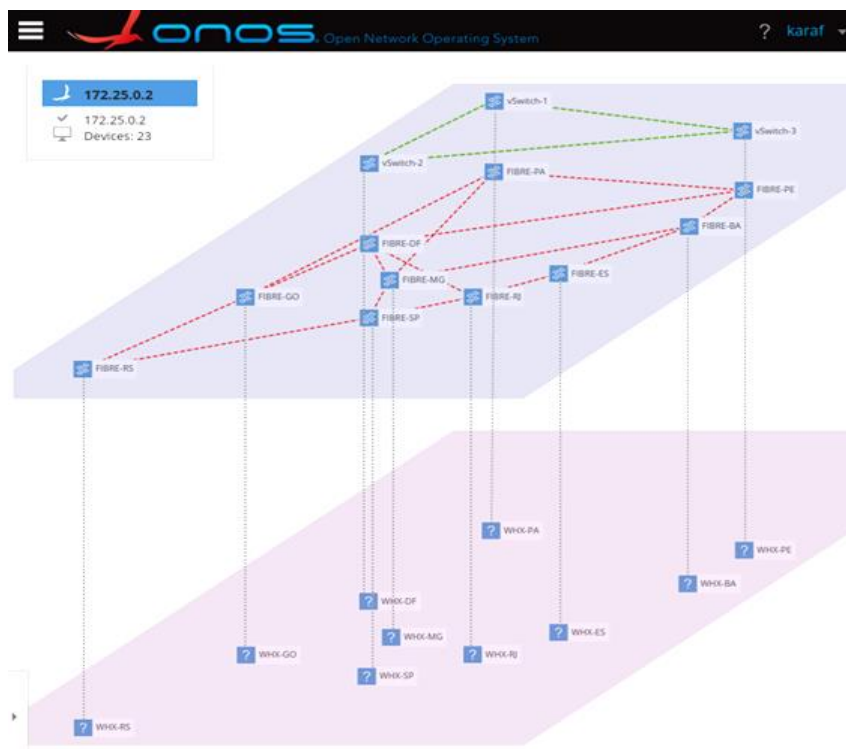 onos. Open Network Operating System
? karaf
172.25.0.2
172.25.0.2
Devices: 23
vSwitch-1
vSwitch-3
vSwitch-2
FIBRE-PA
FIBRE-PE
FIBRE-BA
FIBRE-DF
FIBRE-ES
FIBRE-MG
FIBRE-GO
FIBRE-RJ
FIBRE-SP
FIBRE-RS
? WHX-PA
? WHX-PE
? WHX-BA
? WHX-DF
? WHX-ES
? WHX-MG
? WHX-GO
? WHX-RJ
? WHX-SP
? WHX-RS